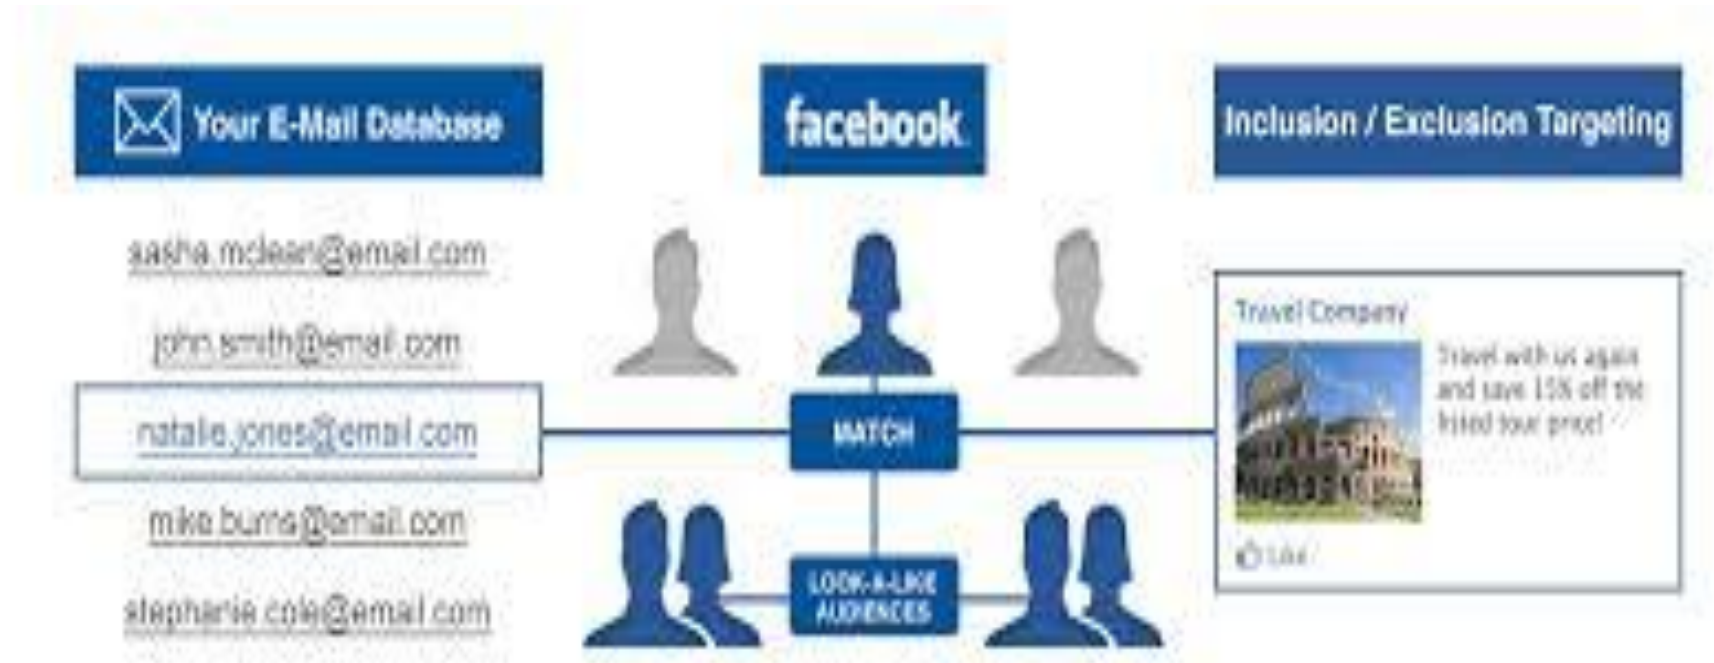 Your E-Mail Database
facebook
Inclusion / Exclusion Targeting
sasha.mclean@email.com
john.smith@email.com
natalie.jones@email.com
mike.burns@email.com
stephanie.cole@email.com
MATCH
LOOK-A-LIKE
AUDIENCES
Travel Company
Travel with us again
and save 15% off the
listed tour price!
Like